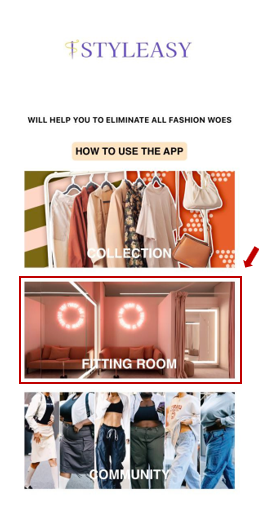 STYLEASY
WILL HELP YOU TO ELIMINATE ALL FASHION WOES
HOW TO USE THE APP
COLLECTION
FITTING ROOM
COMMUNITY